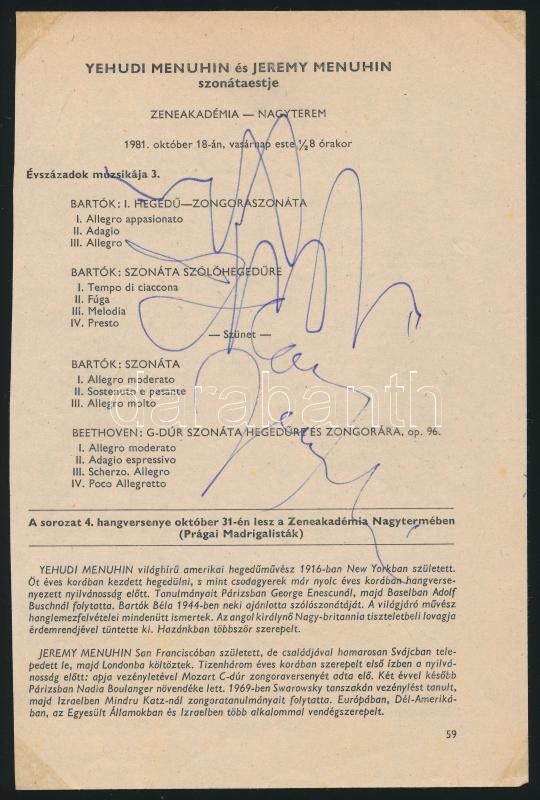 YEHUDI MENUHIN és JEREMY MENUHIN
szonátaestje
ZENEAKADÉMIA — NAGYTEREM
1981. október 18-án, vasárnap este ½8 órakor
Évszázadok muzsikája 3.
BARTÓK: I. HEGEDŰ—ZONGORASZONÁTA
I. Allegro appasionato
II. Adagio
III. Allegro
BARTÓK: SZONÁTA SZÓLÓHEGEDŰRE
I. Tempo di ciaccona
II. Fúga
III. Melodia
IV. Presto
— Szünet —
BARTÓK: SZONÁTA
I. Allegro moderato
II. Sostenuto e pesante
III. Allegro molto
darabanth
BEETHOVEN: G-DÚR SZONÁTA HEGEDŰRE ÉS ZONGORÁRA, op. 96.
I. Allegro moderato
II. Adagio espressivo
III. Scherzo. Allegro
IV. Poco Allegretto
A sorozat 4. hangversenye október 31-én lesz a Zeneakadémia Nagytermében
(Prágai Madrigalisták)
YEHUDI MENUHIN világhírű amerikai hegedűművész 1916-ban New Yorkban született.
Öt éves korában kezdett hegedülni, s mint csodagyerek már nyolc éves korában hangverse-
nyezett nyilvánosság előtt. Tanulmányait Párizsban George Enescunál, majd Baselban Adolf
Buschnál folytatta. Bartók Béla 1944-ben neki ajánlotta szólószonátáját. A világjáró művész
hanglemezfelvételei mindenütt ismertek. Az angol királynő Nagy-britannia tiszteletbeli lovagja
érdemrendjével tüntette ki. Hazánkban többször szerepelt.
JEREMY MENUHIN San Franciscóban született, de családjával hamarosan Svájcban tele-
pedett le, majd Londonba költöztek. Tizenhárom éves korában szerepelt első ízben a nyilvá-
nosság előtt: apja vezényletével Mozart C-dúr zongoraversenyét adta elő. Két évvel később
Párizsban Nadia Boulanger növendéke lett. 1969-ben Swarowsky tanszakán vezénylést tanult,
majd Izraelben Mindru Katz-nál zongoratanulmányait folytatta. Európában, Dél-Ameriká-
ban, az Egyesült Államokban és Izraelben több alkalommal vendégszerepelt.
59